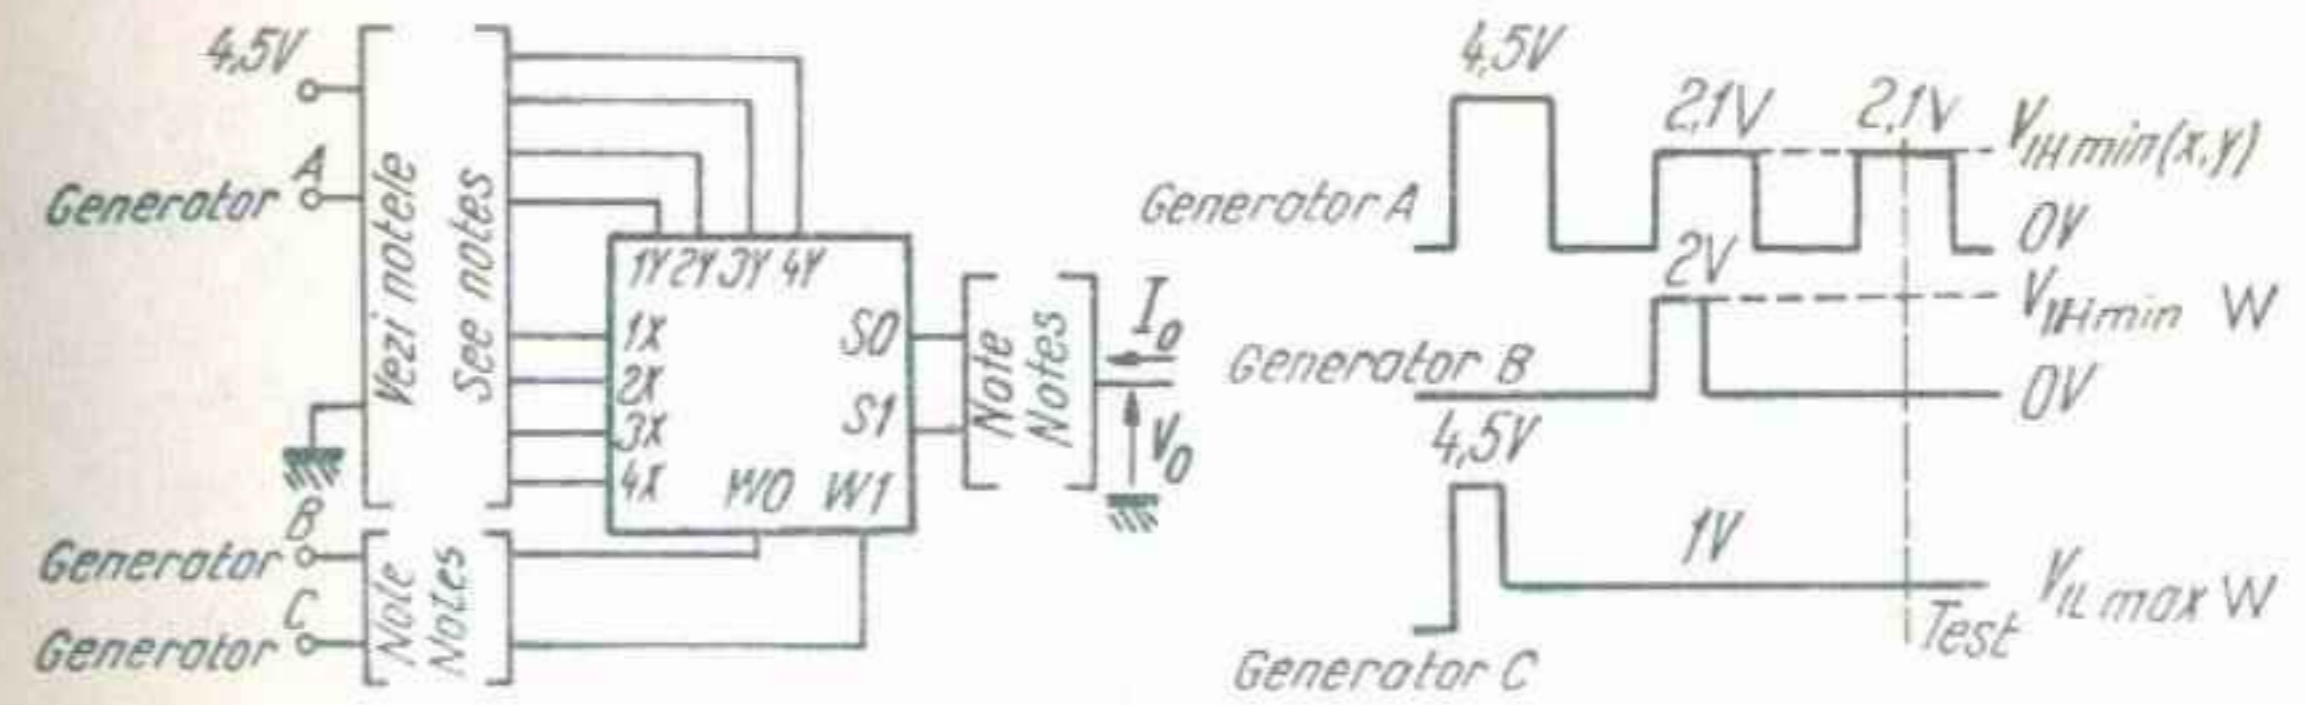 4,5V
A
Generator
Vezi notele
See notes
1Y 2Y 3Y 4Y
1X
2X
3X
4X
S0
S1
W0 W1
B
Generator
C
Generator
Note
Notes
Note
Notes
I0
V0
4,5V
2,1V
2,1V
VIH min(x,y)
Generator A
0V
2V
VIH min W
Generator B
0V
4,5V
1V
VIL max W
Test
Generator C